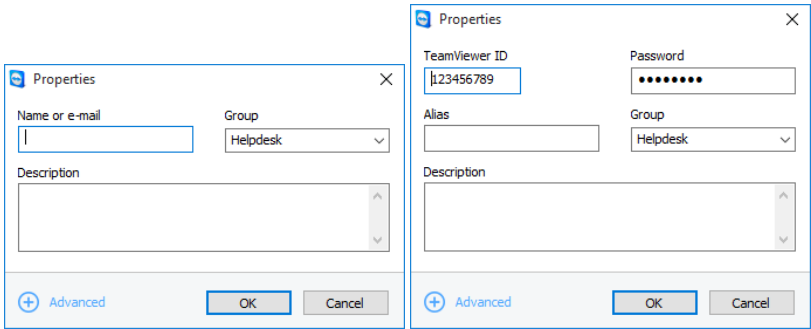 Properties
Name or e-mail
Group
Helpdesk
Description
Advanced
OK
Cancel
Properties
TeamViewer ID
Password
123456789
••••••••
Alias
Group
Helpdesk
Description
Advanced
OK
Cancel